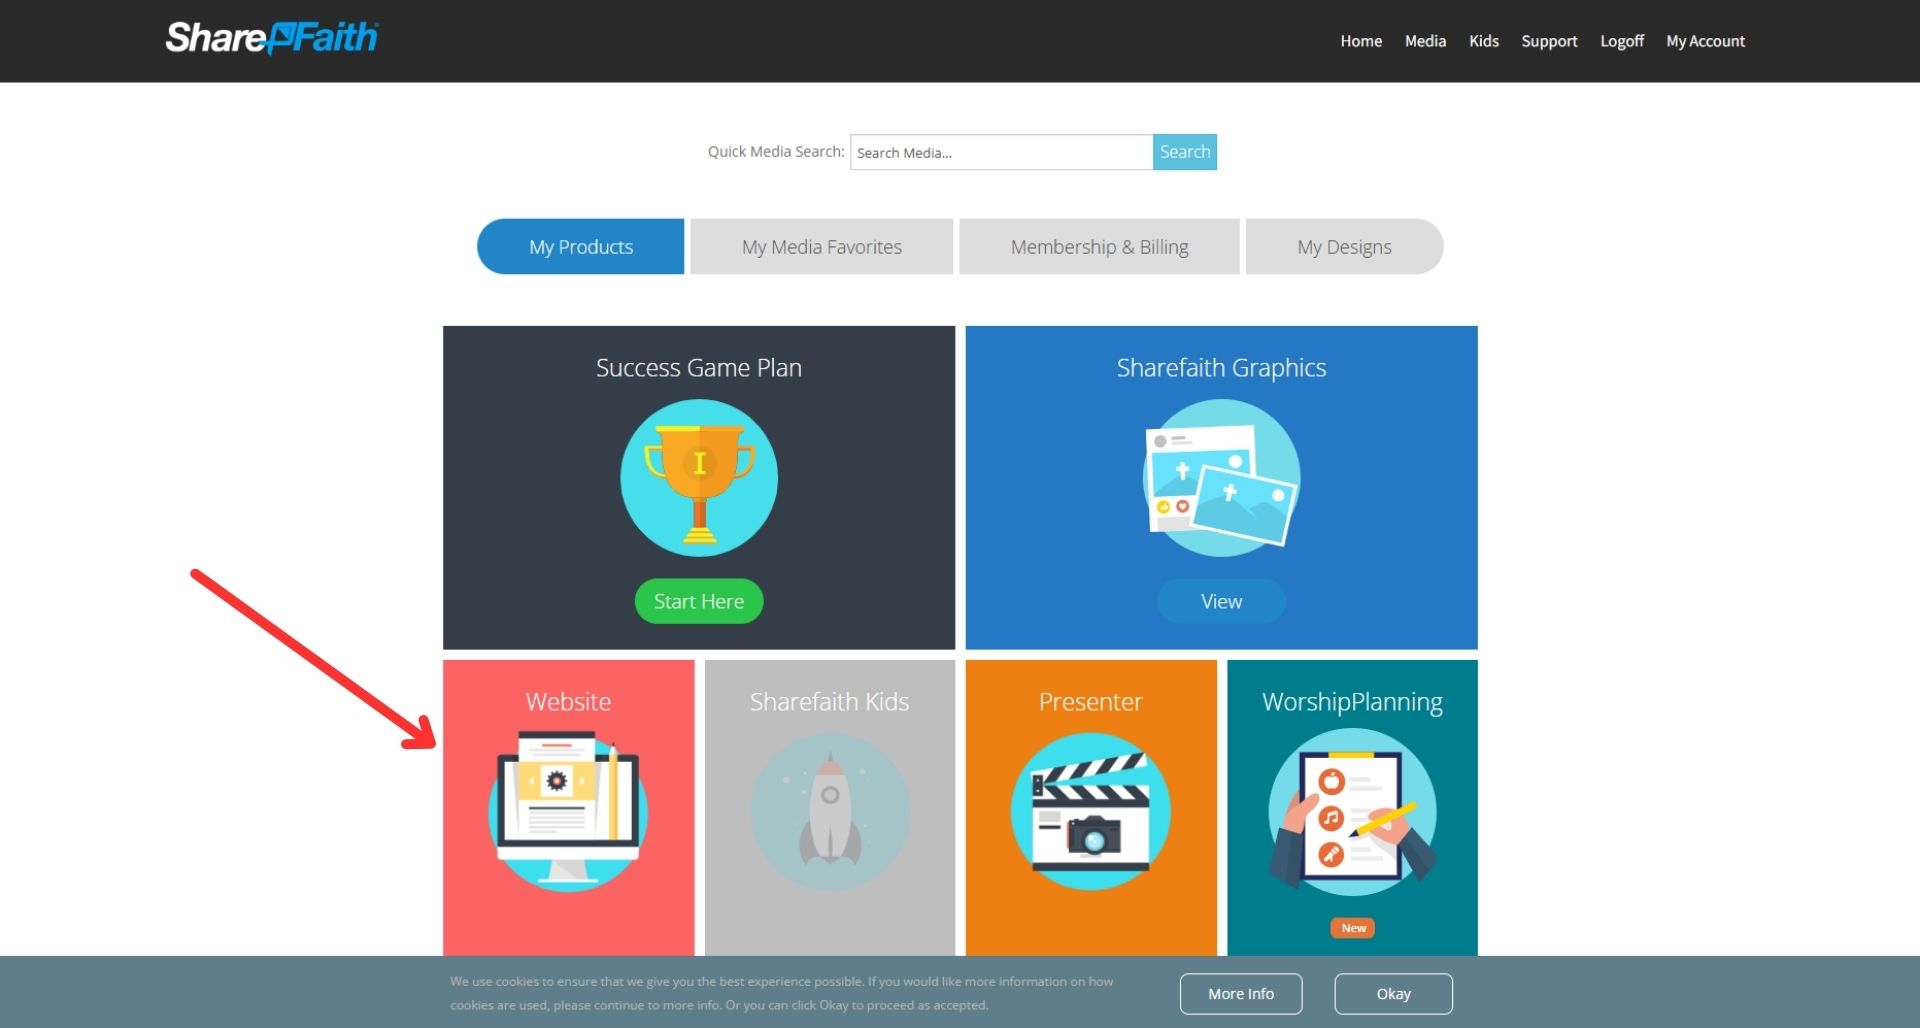 ShareFaith
Home Media Kids Support Logoff My Account
Quick Media Search: Search Media... Search
My Products My Media Favorites Membership & Billing My Designs
Success Game Plan
I
Start Here
Sharefaith Graphics
View
Website
Sharefaith Kids
Presenter
WorshipPlanning
New
We use cookies to ensure that we give you the best experience possible. If you would like more information on how
cookies are used, please continue to more info. Or you can click Okay to proceed as accepted.
More Info Okay